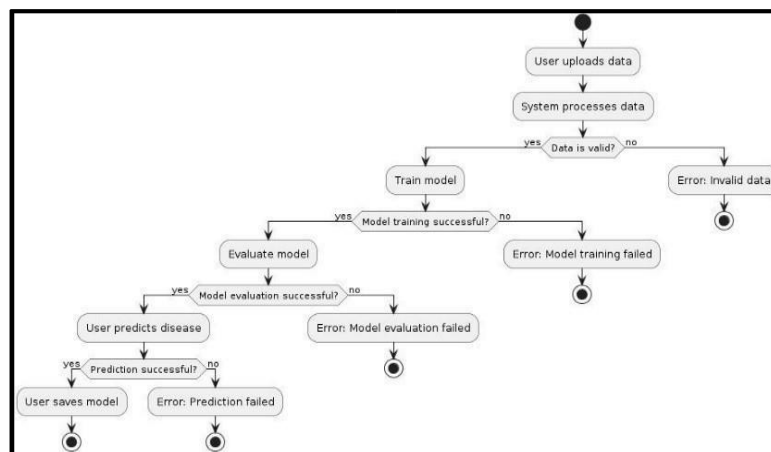 User uploads data
System processes data
yes
Data is valid?
no
Train model
Error: Invalid data
yes
Model training successful?
no
Evaluate model
Error: Model training failed
yes
Model evaluation successful?
no
User predicts disease
Error: Model evaluation failed
yes
Prediction successful?
no
User saves model
Error: Prediction failed